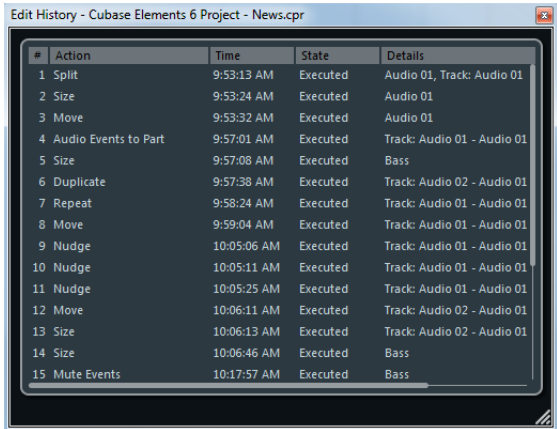 Edit History - Cubase Elements 6 Project - News.cpr
# Action Time State Details
1 Split 9:53:13 AM Executed Audio 01, Track: Audio 01
2 Size 9:53:24 AM Executed Audio 01
3 Move 9:53:32 AM Executed Audio 01
4 Audio Events to Part 9:57:01 AM Executed Track: Audio 01 - Audio 01
5 Size 9:57:08 AM Executed Bass
6 Duplicate 9:57:38 AM Executed Track: Audio 02 - Audio 01
7 Repeat 9:58:24 AM Executed Track: Audio 01 - Audio 01
8 Move 9:59:04 AM Executed Track: Audio 01 - Audio 01
9 Nudge 10:05:06 AM Executed Track: Audio 01 - Audio 01
10 Nudge 10:05:11 AM Executed Track: Audio 01 - Audio 01
11 Nudge 10:05:25 AM Executed Track: Audio 01 - Audio 01
12 Move 10:06:11 AM Executed Track: Audio 02 - Audio 01
13 Size 10:06:13 AM Executed Track: Audio 02 - Audio 01
14 Size 10:06:46 AM Executed Bass
15 Mute Events 10:17:57 AM Executed Bass